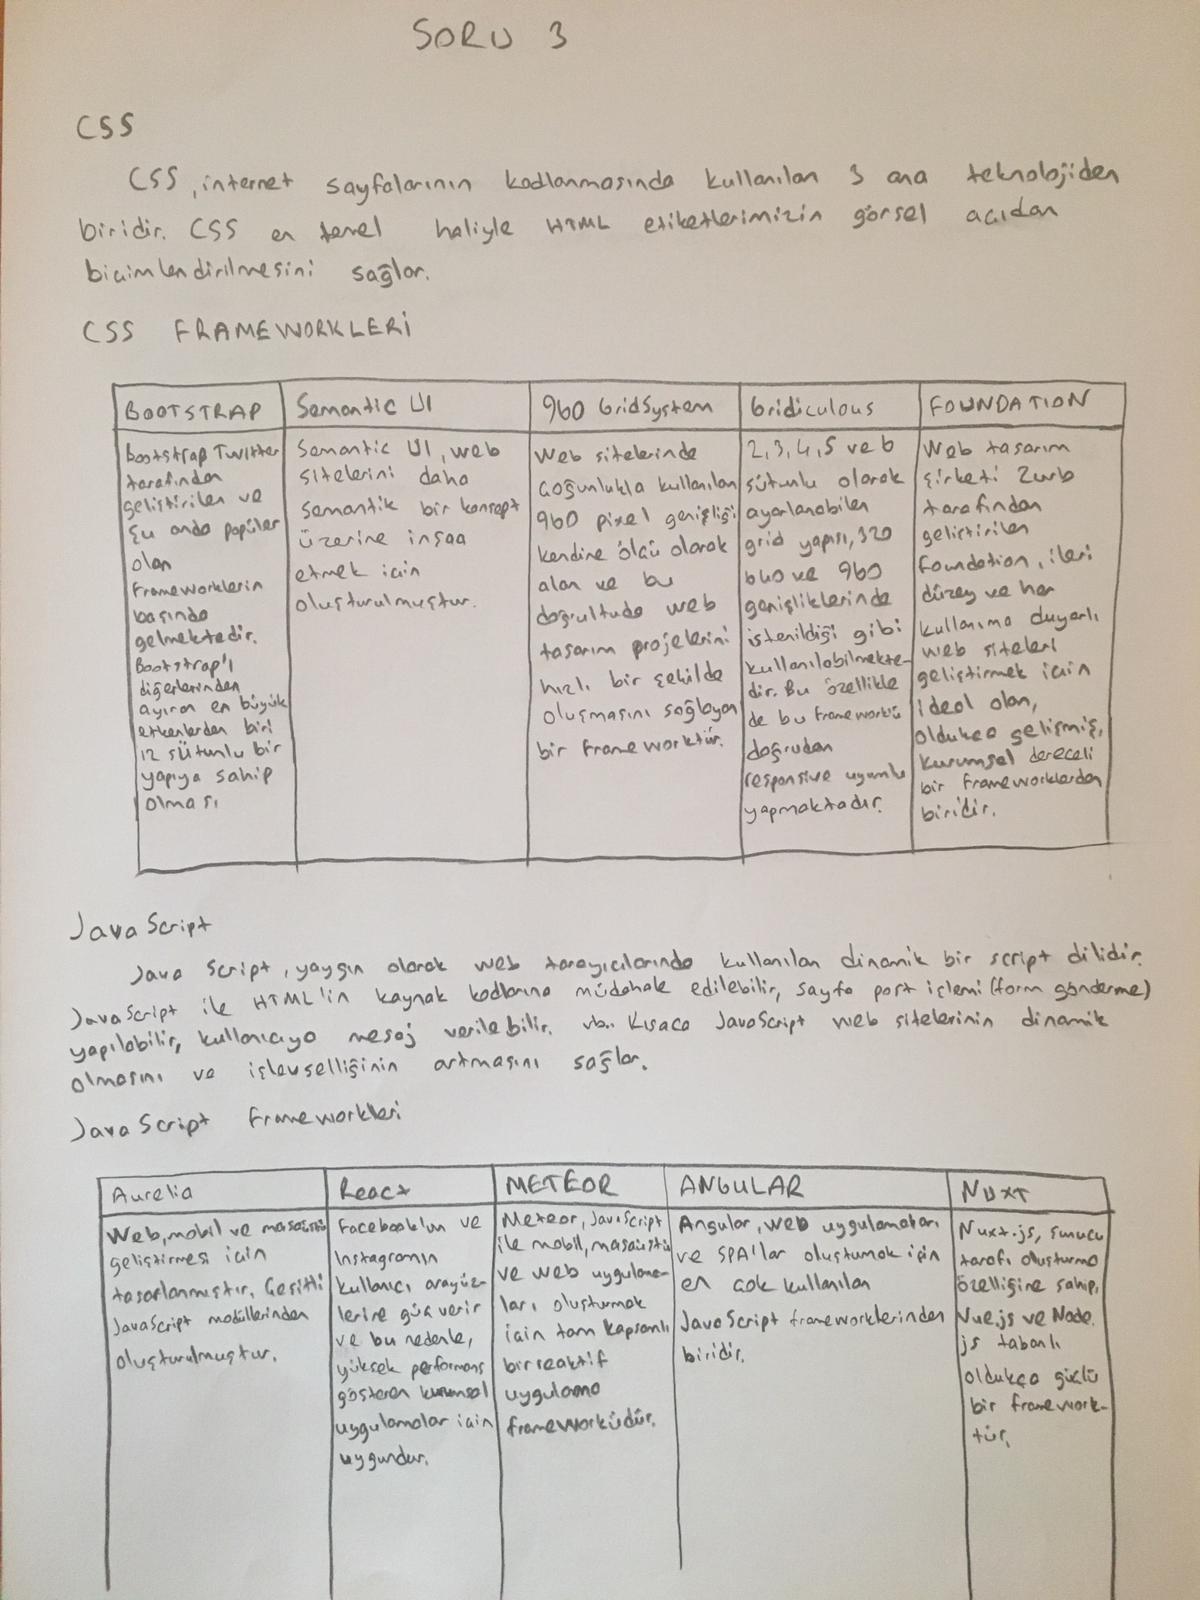 SORU 3
CSS
CSS, internet sayfalarının kodlanmasında kullanılan 3 ana teknolojiden
biridir. CSS en temel haliyle HTML etiketlerimizin görsel açıdan
biçimlendirilmesini sağlar.
CSS FRAMEWORKLERİ
BOOTSTRAP
Bootstrap Twitter
tarafından
geliştirilen ve
şu anda popüler
olan
frameworklerin
başında
gelmektedir.
Bootstrap'ı
diğerlerinden
ayıran en büyük
etkenlerden biri
12 sütunlu bir
yapıya sahip
olması
Semantic UI
Semantic UI, web
sitelerini daha
semantik bir konsept
üzerine inşaa
etmek için
oluşturulmuştur.
960 GridSystem
Web sitelerinde
çoğunlukla kullanılan
960 pixel genişliği
kendine ölçü olarak
alan ve bu
doğrultuda web
tasarım projelerini
hızlı bir şekilde
oluşmasını sağlayan
bir frameworktür.
Gridiculous
2, 3, 4, 5 ve 6
sütunlu olarak
ayarlanabilen
grid yapısı, 320
640 ve 960
genişliklerinde
istenildiği gibi
kullanılabilmekte-
dir. Bu özellikle
de bu frameworkü
doğrudan
responsive uyumlu
yapmaktadır.
FOUNDATION
Web tasarım
şirketi Zurb
tarafından
geliştirilen
Foundation, ileri
düzey ve her
kullanıma duyarlı
web siteleri
geliştirmek için
ideal olan,
oldukça gelişmiş,
kurumsal dereceli
bir frameworklerden
biridir.
JavaScript
Java Script, yaygın olarak web tarayıcılarında kullanılan dinamik bir script dilidir.
JavaScript ile HTML'in kaynak kodlarına müdahale edilebilir, sayfa post işlemi (form gönderme)
yapılabilir, kullanıcıya mesaj verilebilir. vb.. Kısaca JavaScript web sitelerinin dinamik
olmasını ve işlevselliğinin artmasını sağlar.
JavaScript Frameworkleri
Aurelia
Web, mobil ve masaüstü
geliştirmesi için
tasarlanmıştır. Çeşitli
JavaScript modüllerinden
oluşturulmuştur.
React
Facebook'un ve
Instagramın
kullanıcı arayüz-
lerine güç verir
ve bu nedenle,
yüksek performans
gösteren kurumsal
uygulamalar için
uygundur.
METEOR
Meteor, JavaScript
ile mobil, masaüstü
ve web uygulama-
ları oluşturmak
için tam kapsamlı
bir reaktif
uygulama
frameworküdür.
ANGULAR
Angular, web uygulamaları
ve SPA'lar oluştumak için
en çok kullanılan
JavaScript frameworklerinden
biridir.
NUXT
Nuxt.js, sunucu
tarafı oluşturma
özelliğine sahip,
Vue.js ve Node.
js tabanlı
oldukça güçlü
bir framework-
tür.